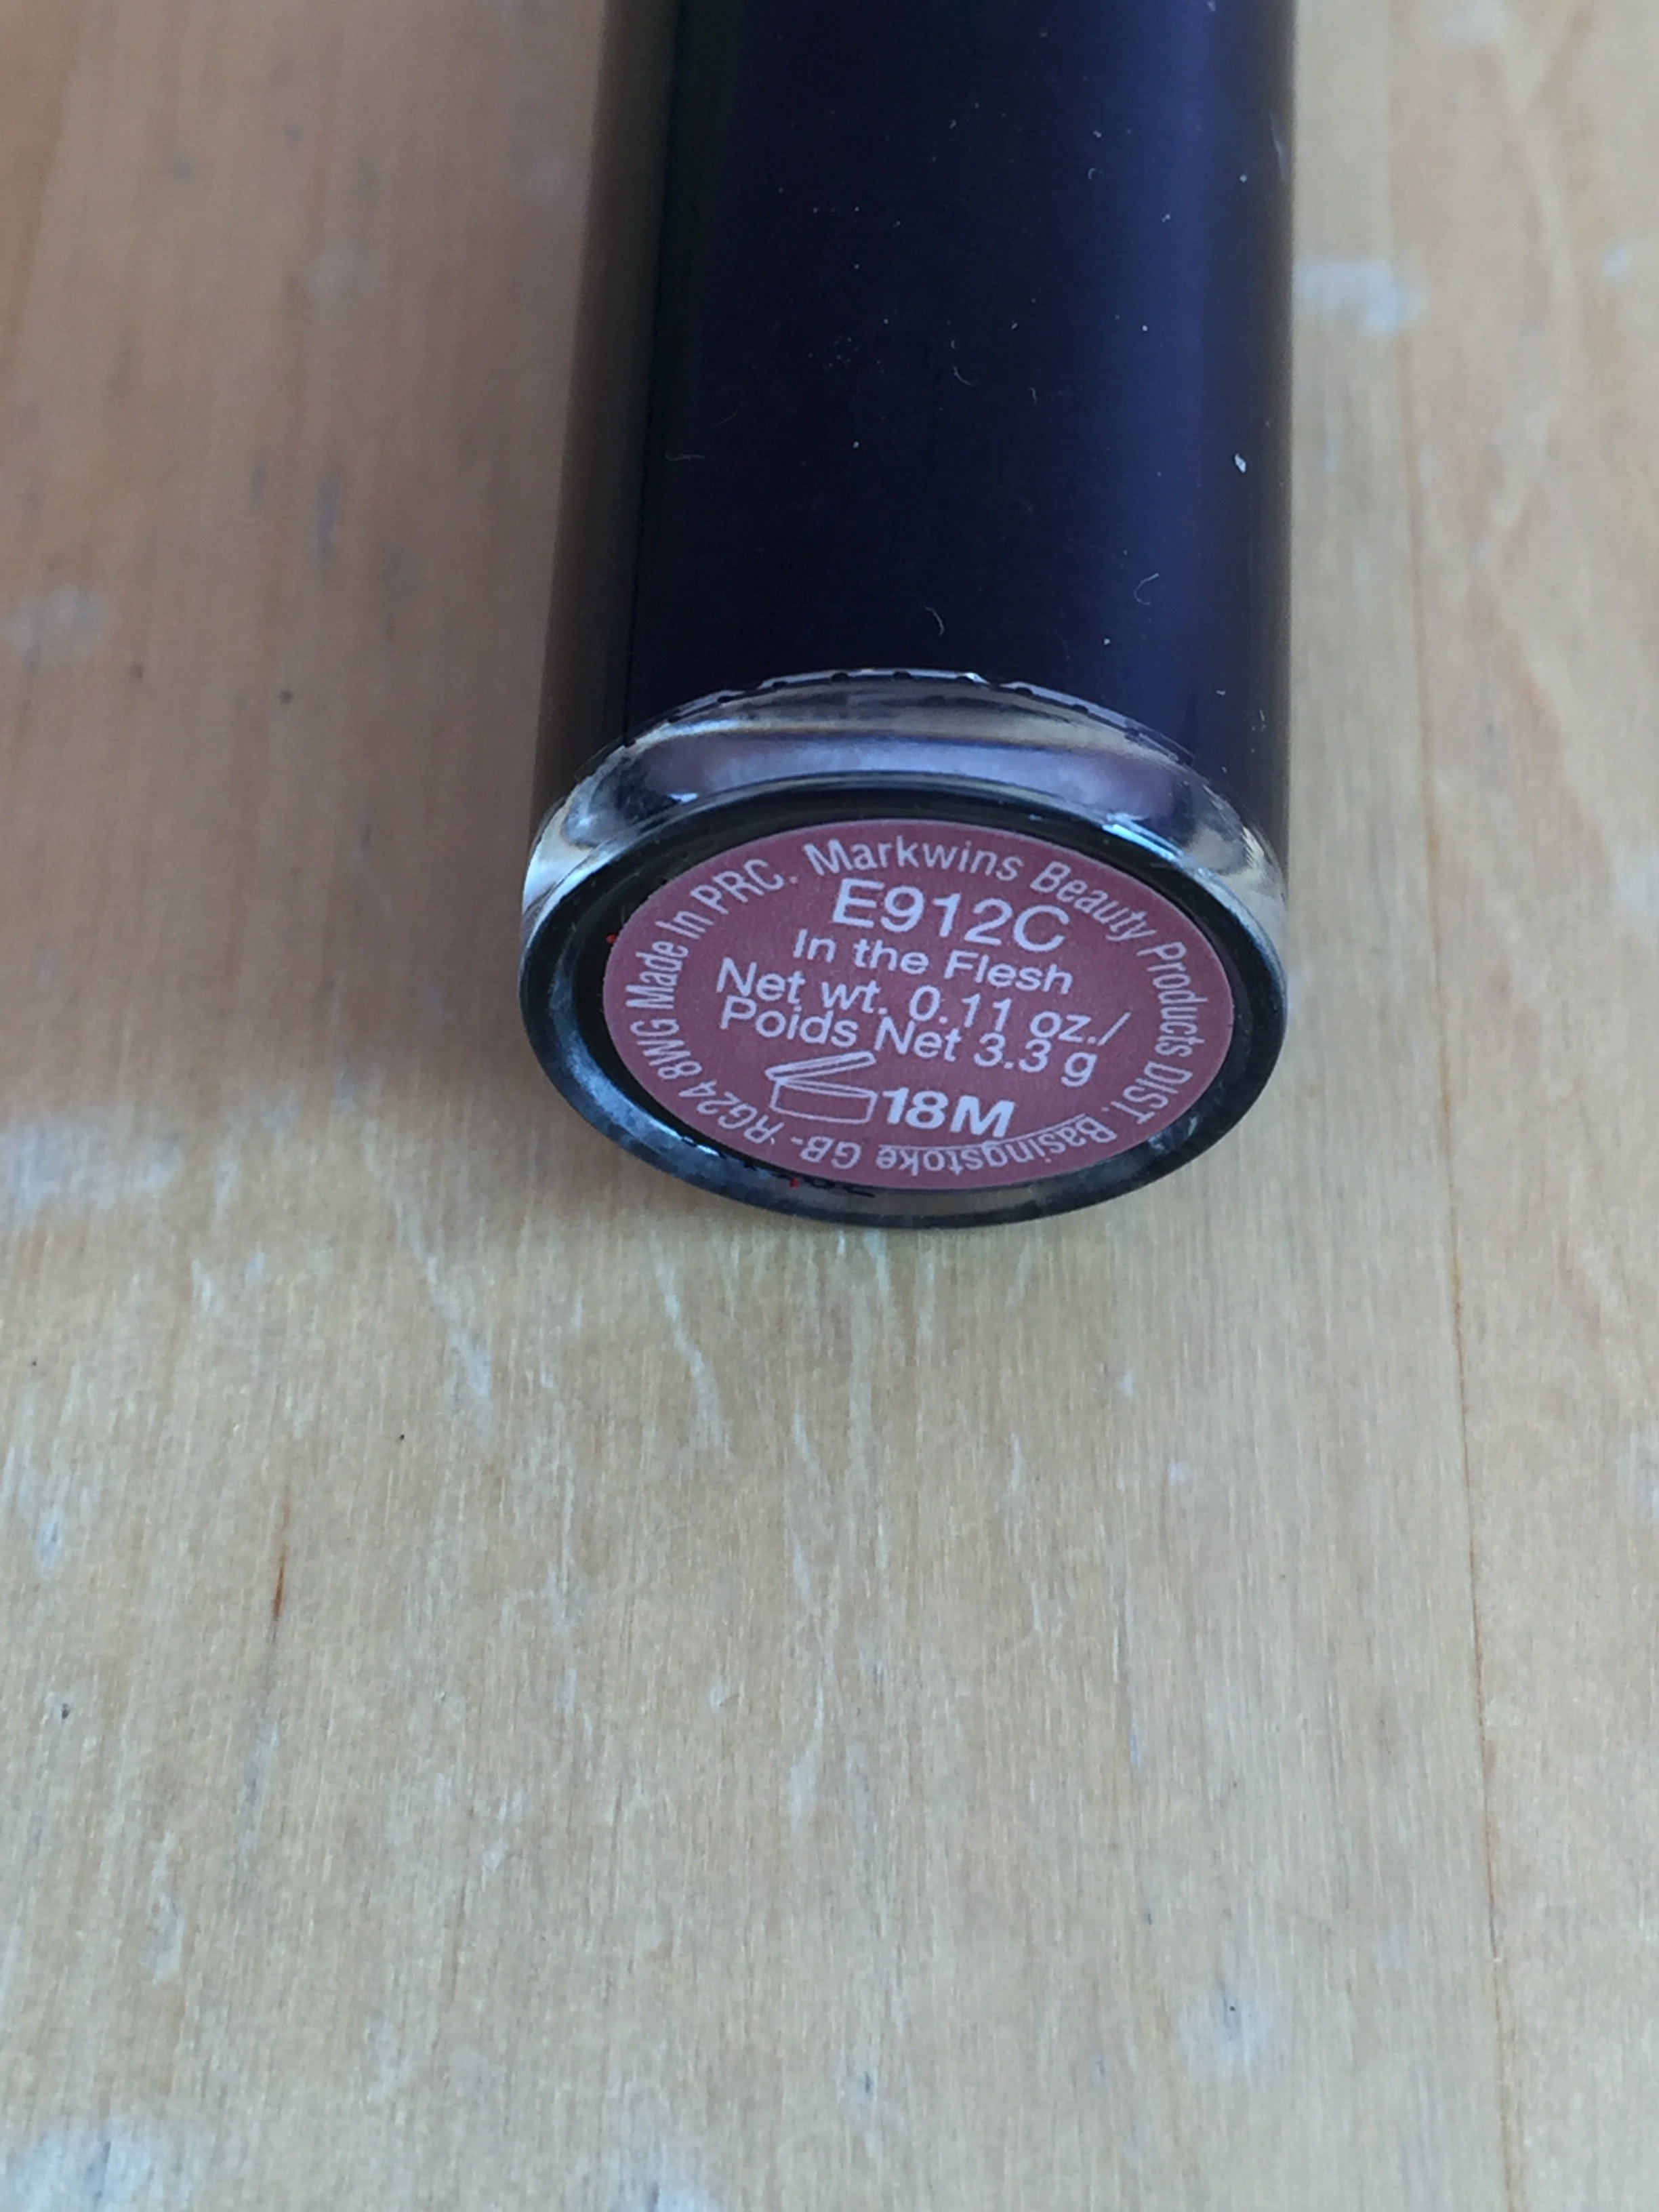 Markwins Beauty Products DIST. Basingstoke GB-RG24 8WG Made In PRC.
E912C
In the Flesh
Net wt. 0.11 oz./
Poids Net 3.3 g
18M